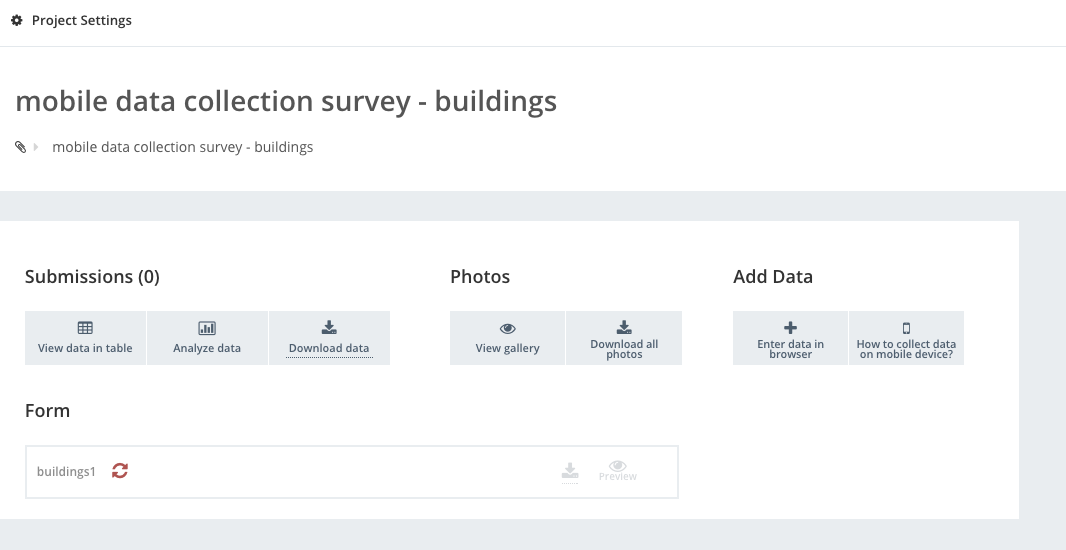 Project Settings
mobile data collection survey - buildings
mobile data collection survey - buildings
Submissions (0)
View data in table
Analyze data
Download data
Photos
View gallery
Download all
photos
Add Data
Enter data in
browser
How to collect data
on mobile device?
Form
buildings1
Preview